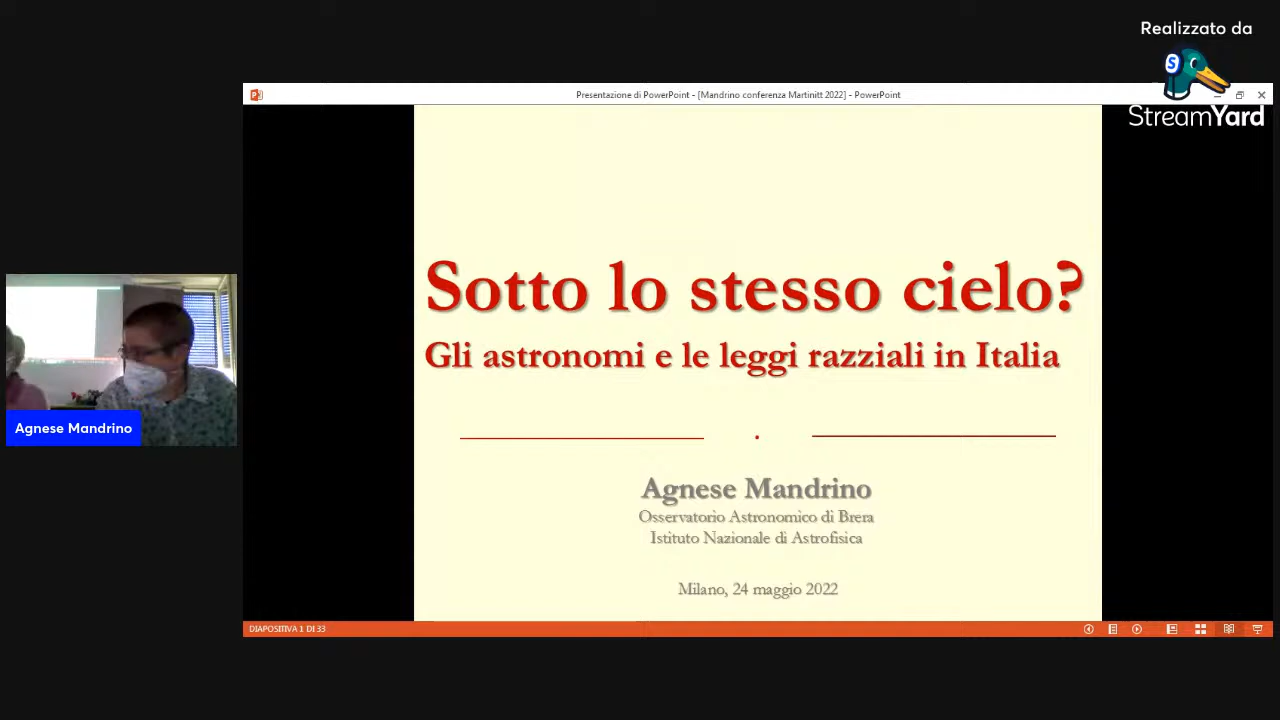 Realizzato da
StreamYard
Presentazione di PowerPoint - [Mandrino conferenza Martinitt 2022] - PowerPoint
Sotto lo stesso cielo?
Gli astronomi e le leggi razziali in Italia
Agnese Mandrino
Osservatorio Astronomico di Brera
Istituto Nazionale di Astrofisica
Milano, 24 maggio 2022
Agnese Mandrino
DIAPOSITIVA 1 DI 33